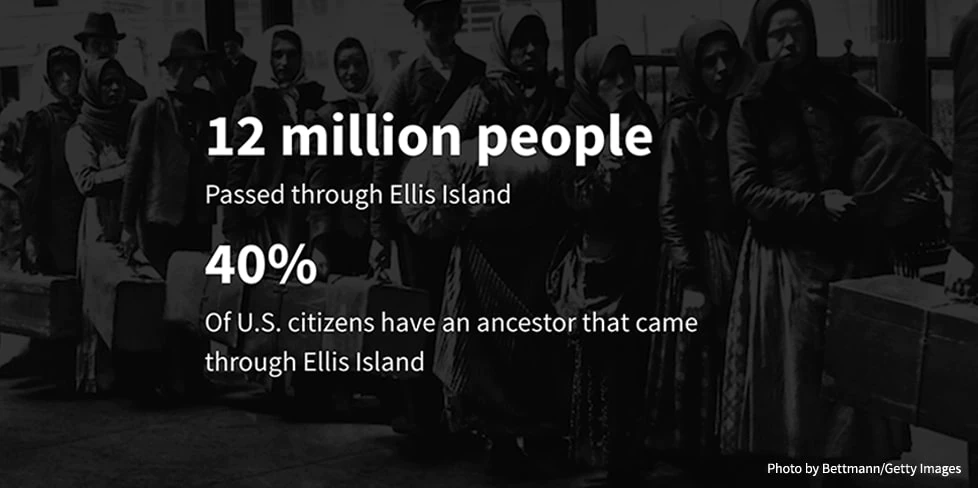 12 million people
Passed through Ellis Island
40%
Of U.S. citizens have an ancestor that came
through Ellis Island
Photo by Bettmann/Getty Images